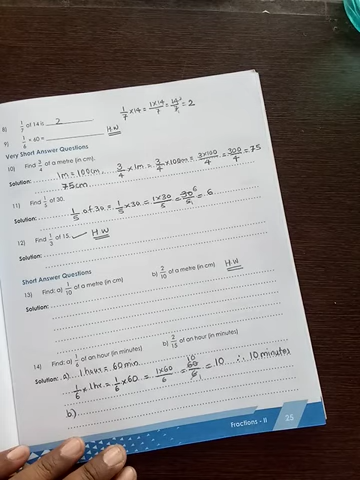 8) 1/7 of 14 is 2
1/7 × 14 = 1×14/7 = 14/7 = 2
9) 1/6 × 60 = H.W
Very Short Answer Questions
10) Find 3/4 of a metre (in cm).
Solution: 1m = 100cm, 3/4 × 1m = 3/4 × 100cm = 3×100/4 = 300/4 = 75
75cm
11) Find 1/5 of 30.
Solution: 1/5 of 30 = 1/5 × 30 = 1×30/5 = 30/5 = 6
12) Find 1/3 of 15. H.W
Solution:
Short Answer Questions
13) Find: a) 1/10 of a metre (in cm) b) 2/10 of a metre (in cm) H.W
Solution:
14) Find: a) 1/6 of an hour (in minutes) b) 2/15 of an hour (in minutes)
Solution: a) 1 hour = 60 min
1/6 × 1 hr = 1/6 × 60 = 1×60/6 = 60/6 = 10 ∴ 10 minutes
b)
Fractions - II 25